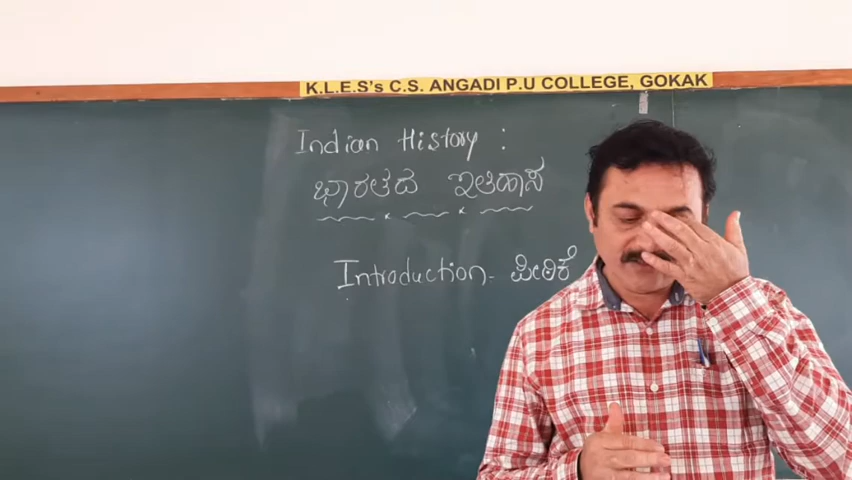 K.L.E.S's C.S. ANGADI P.U COLLEGE, GOKAK
Indian History :
ಭಾರತದ ಇತಿಹಾಸ
Introduction - ಪೀಠಿಕೆ